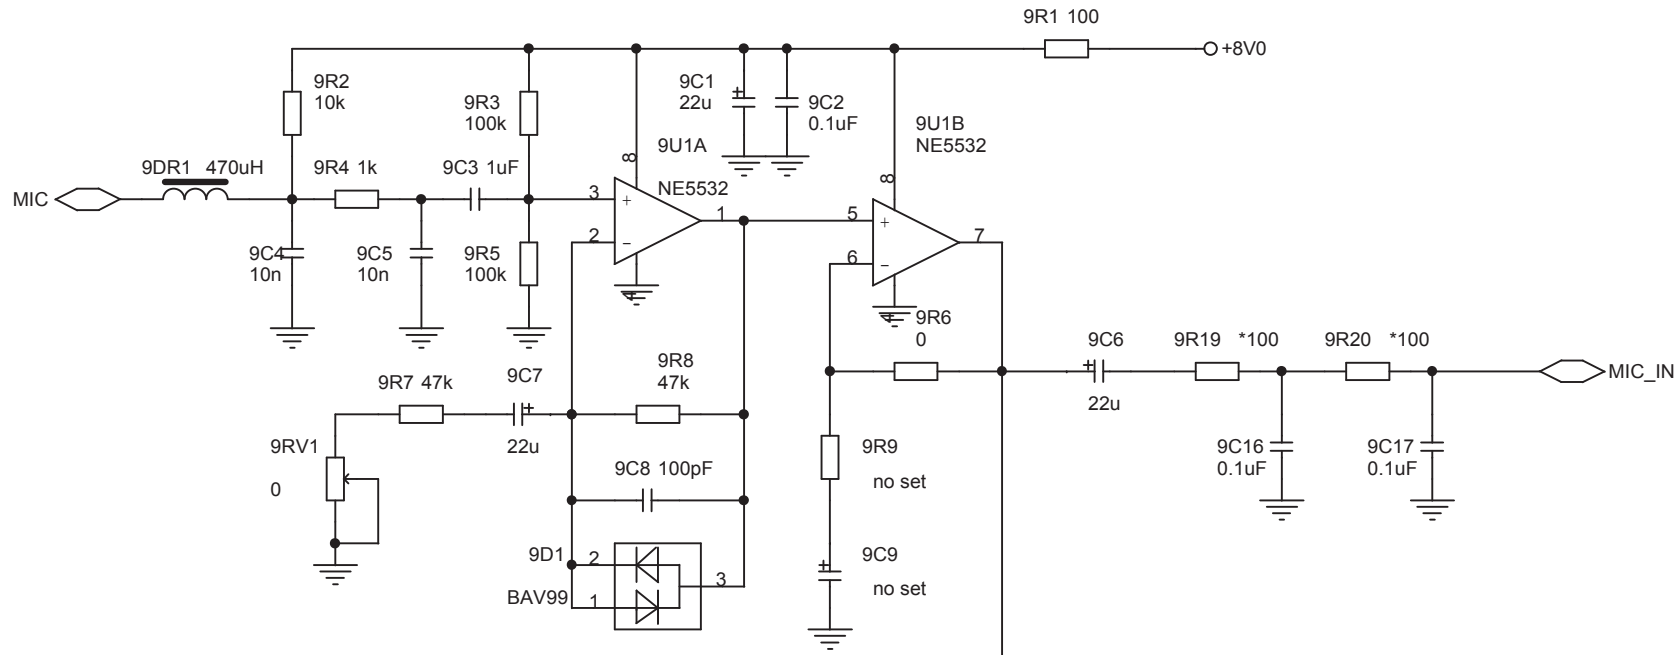 9R1 100
+8V0
9R2
10k
9R3
100k
9C1
22u
9C2
0.1uF
9U1B
NE5532
9U1A
8
8
9DR1 470uH
9R4 1k
9C3 1uF
NE5532
MIC
3
+
1
5
+
2
−
7
6
−
9C4
10n
9C5
10n
9R5
100k
4
4
9R6
0
9C6
22u
9R19 *100
9R20 *100
MIC_IN
9R7 47k
9C7
22u
9R8
47k
9RV1
0
9R9
no set
9C16
0.1uF
9C17
0.1uF
9C8 100pF
9D1
BAV99
2
1
3
9C9
no set